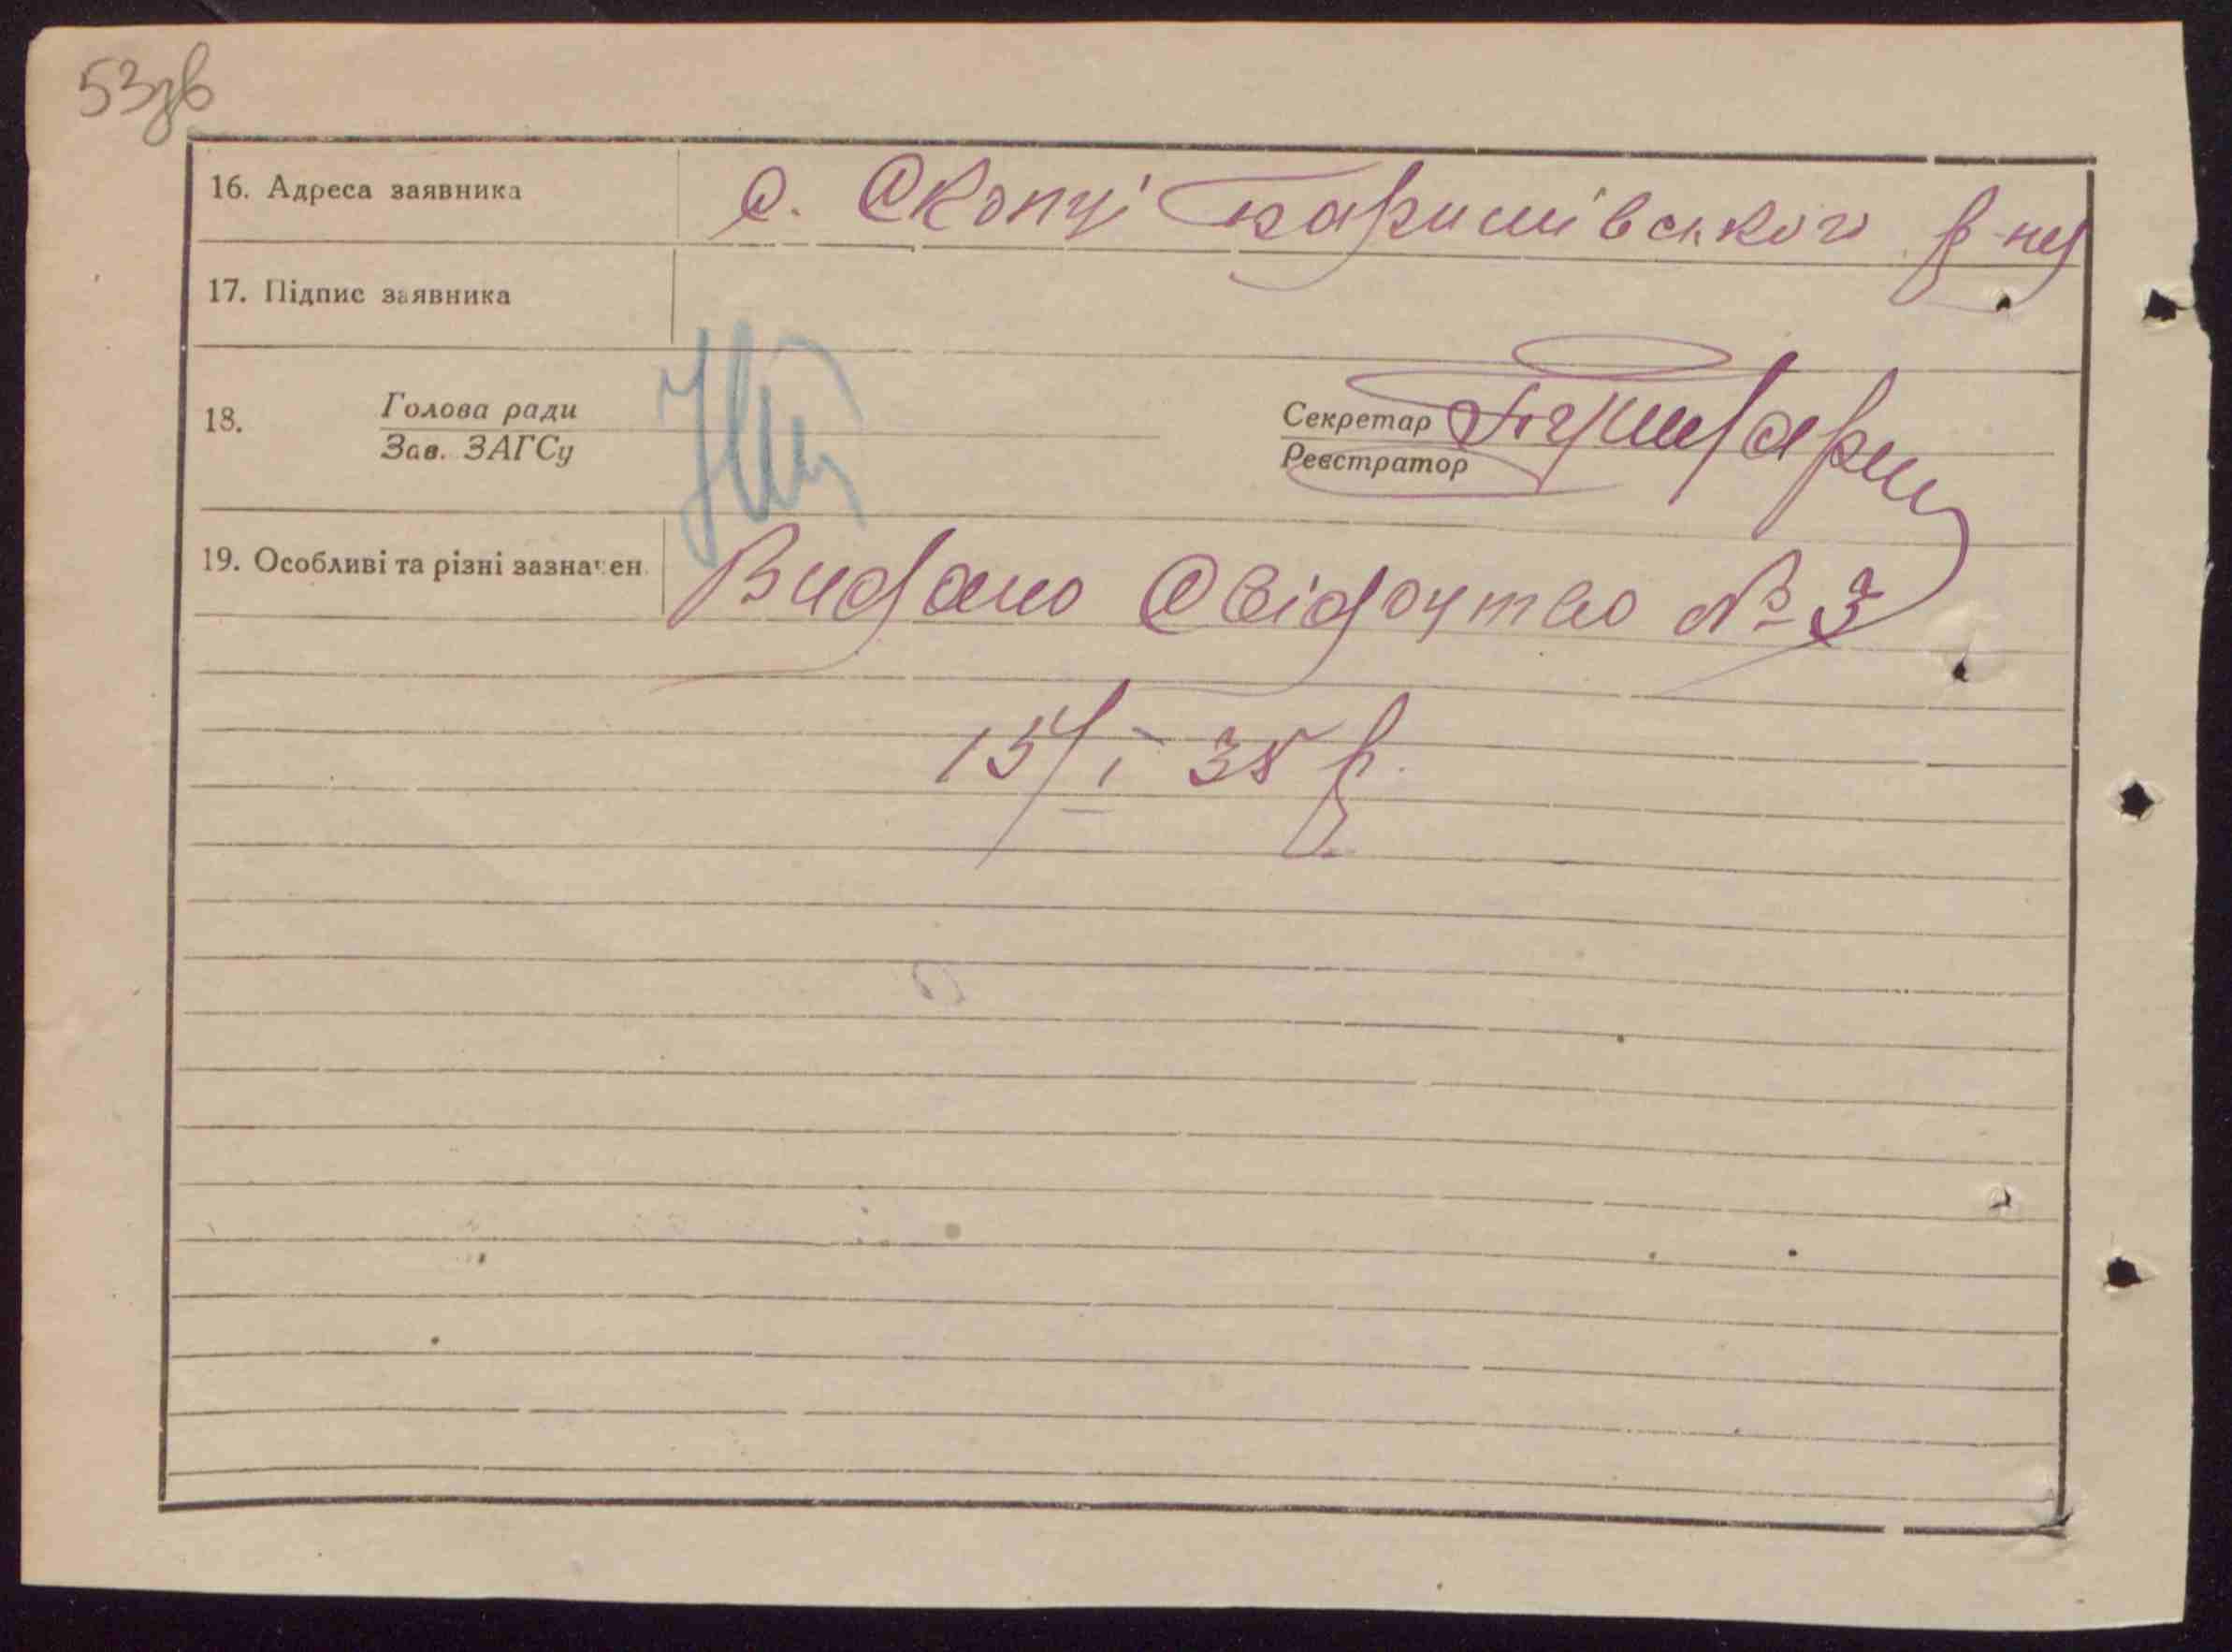 53зв
16. Адреса заявника с. Скопці Баришівського р-ну
17. Підпис заявника
18. Голова ради
Зав. ЗАГСу
Секретар
Реєстратор
19. Особливі та різні зазначен. Видано Свідоцтво № 3
15/I 38 р.